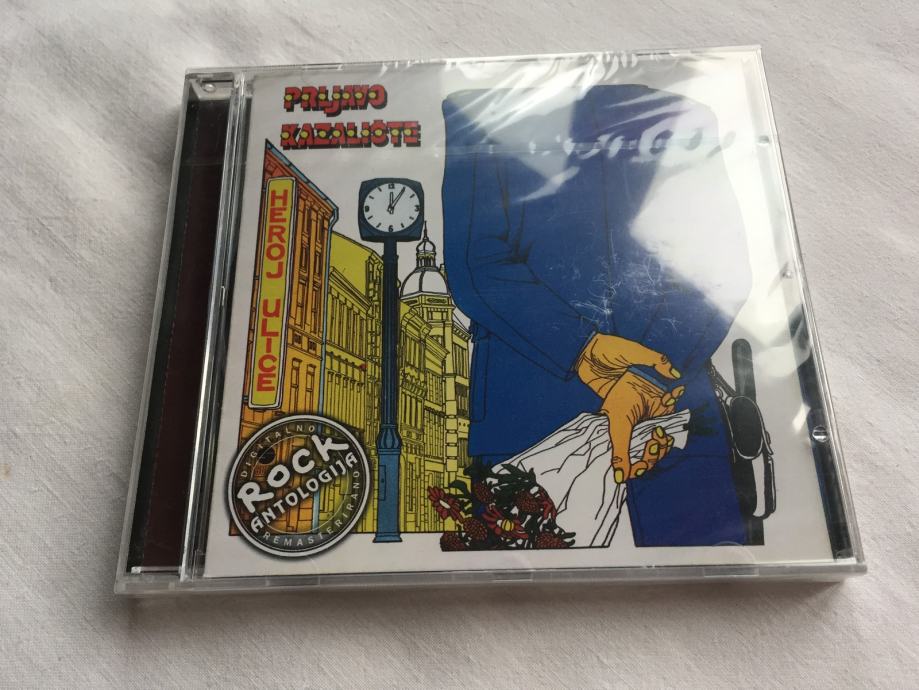 PRLJAVO
KAZALIŠTE
HEROJ ULICE
DIGITALNO
ROCK
ANTOLOGIJA
REMASTERIRANO